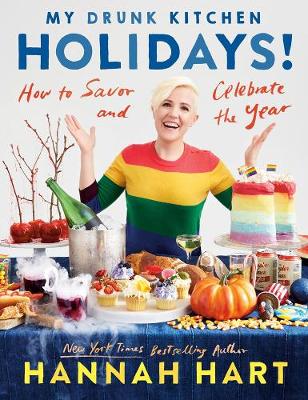 MY DRUNK KITCHEN
HOLIDAYS!
How to Savor and Celebrate the Year
New York Times Bestselling Author
HANNAH HART